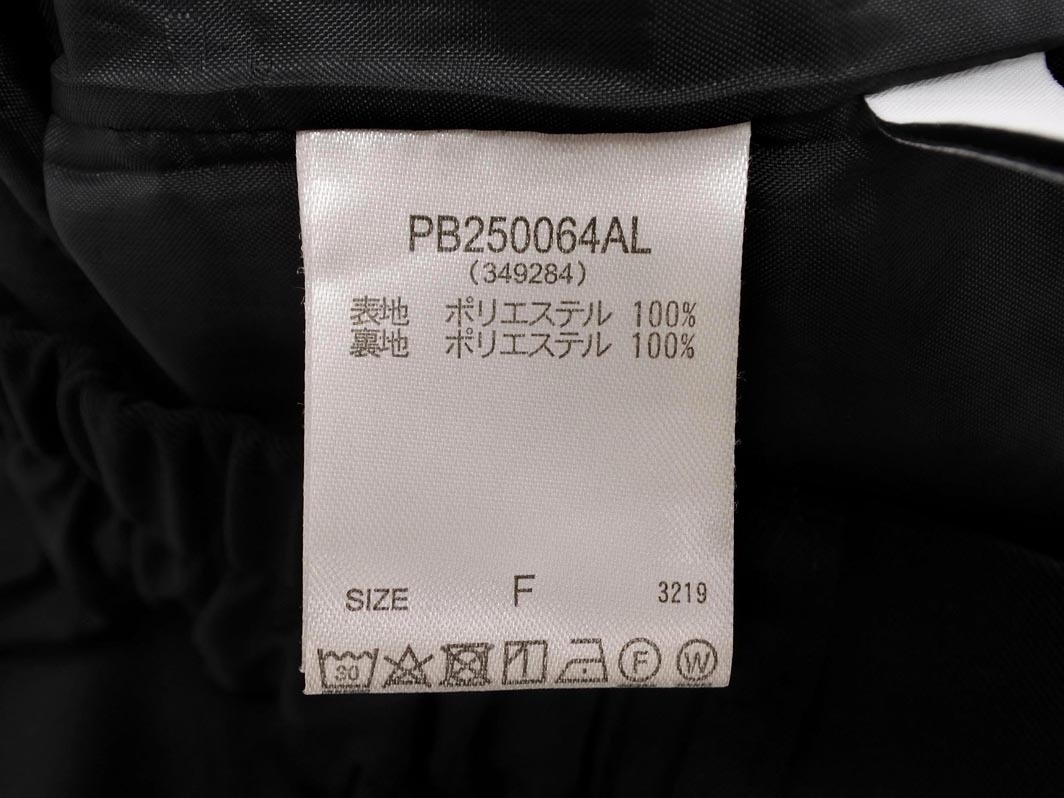 PB250064AL
(349284)
表地 ポリエステル 100%
裏地 ポリエステル 100%
SIZE F 3219
30 F W